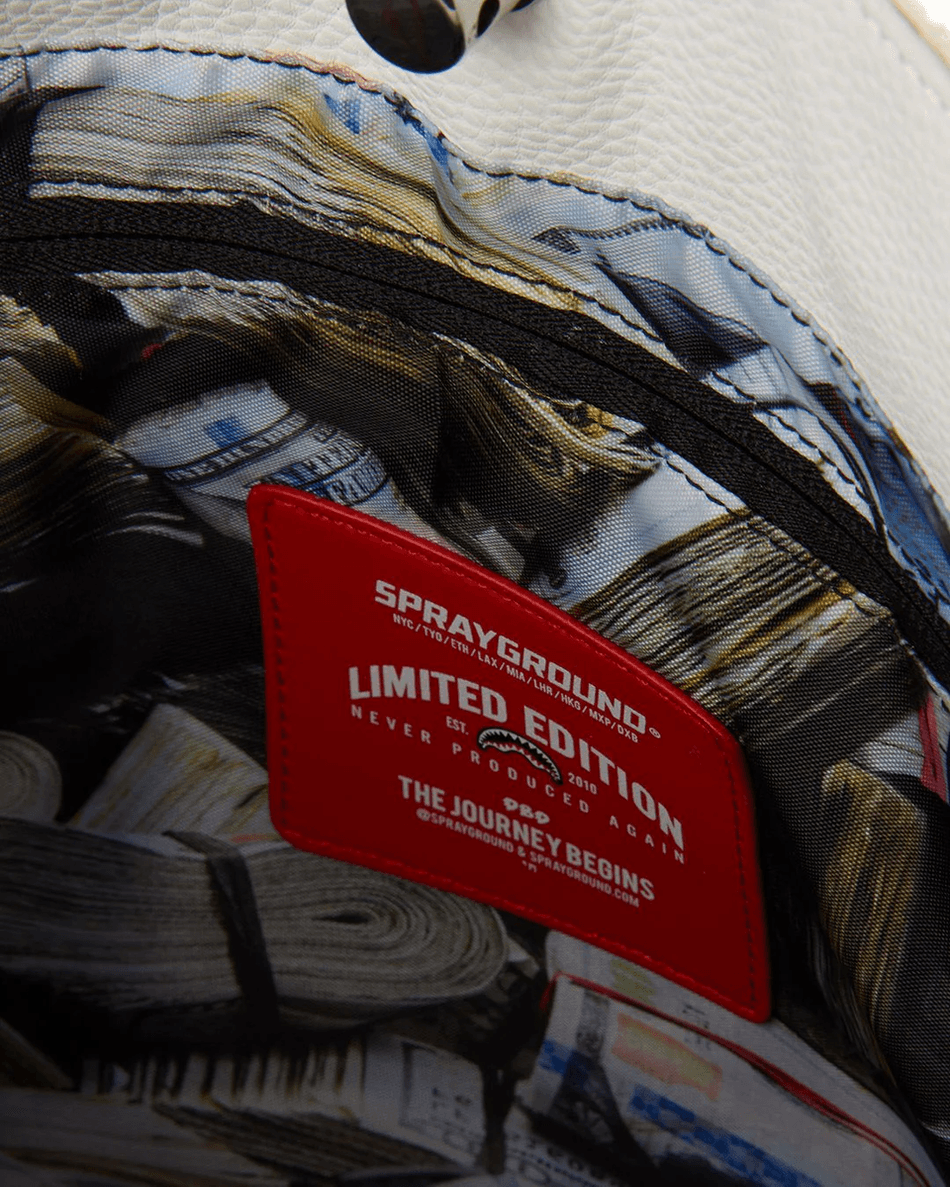 SPRAYGROUND®
NYC/TYO/ETH/LAX/MIA/LHR/HKG/MXP/DXB
LIMITED EDITION
EST. 2010
NEVER PRODUCED AGAIN
DBD
THE JOURNEY BEGINS
@SPRAYGROUND & SPRAYGROUND.COM